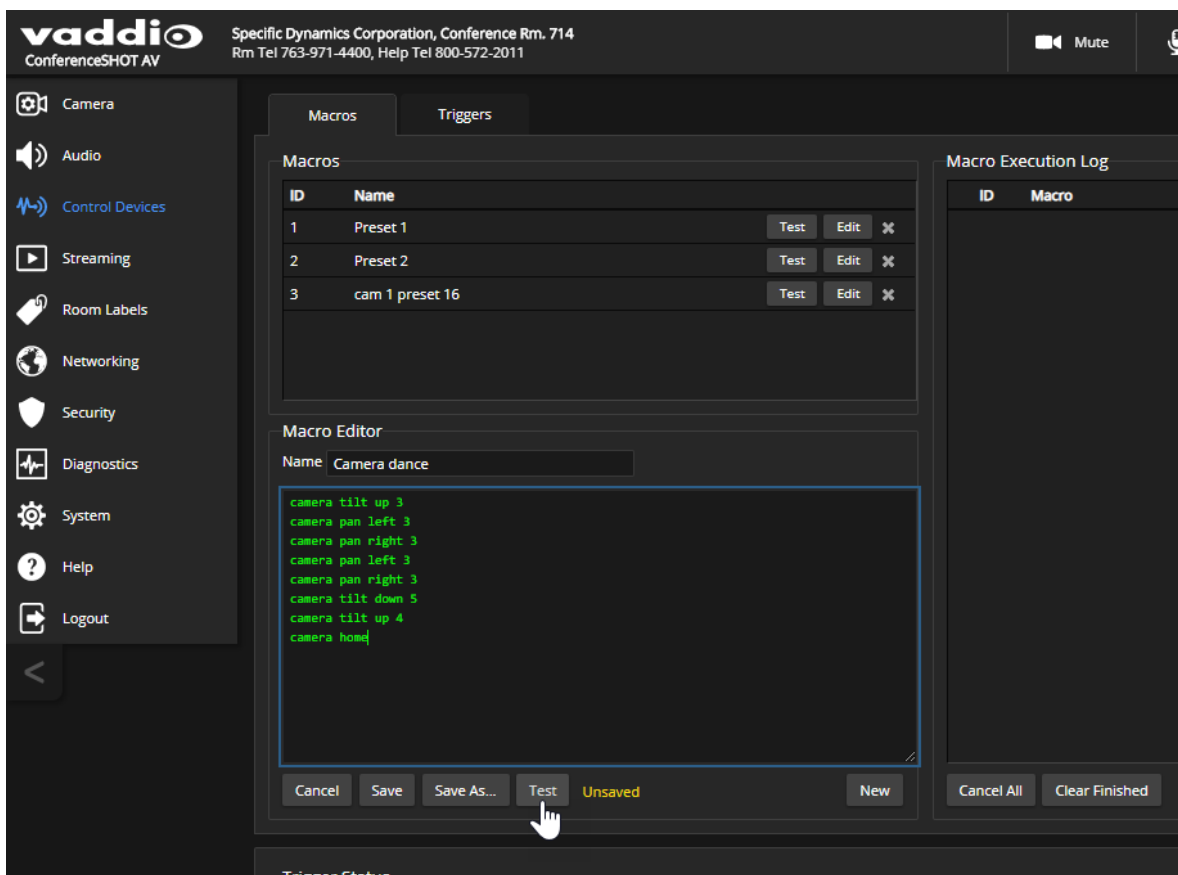 vaddio
ConferenceSHOT AV
Specific Dynamics Corporation, Conference Rm. 714
Rm Tel 763-971-4400, Help Tel 800-572-2011
Mute
Camera
Audio
Control Devices
Streaming
Room Labels
Networking
Security
Diagnostics
System
Help
Logout
<
Macros
Triggers
Macros
ID Name
1 Preset 1 Test Edit
2 Preset 2 Test Edit
3 cam 1 preset 16 Test Edit
Macro Editor
Name Camera dance
camera tilt up 3
camera pan left 3
camera pan right 3
camera pan left 3
camera pan right 3
camera tilt down 5
camera tilt up 4
camera home
Cancel Save Save As... Test Unsaved New
Macro Execution Log
ID Macro
Cancel All Clear Finished
Trigger Status